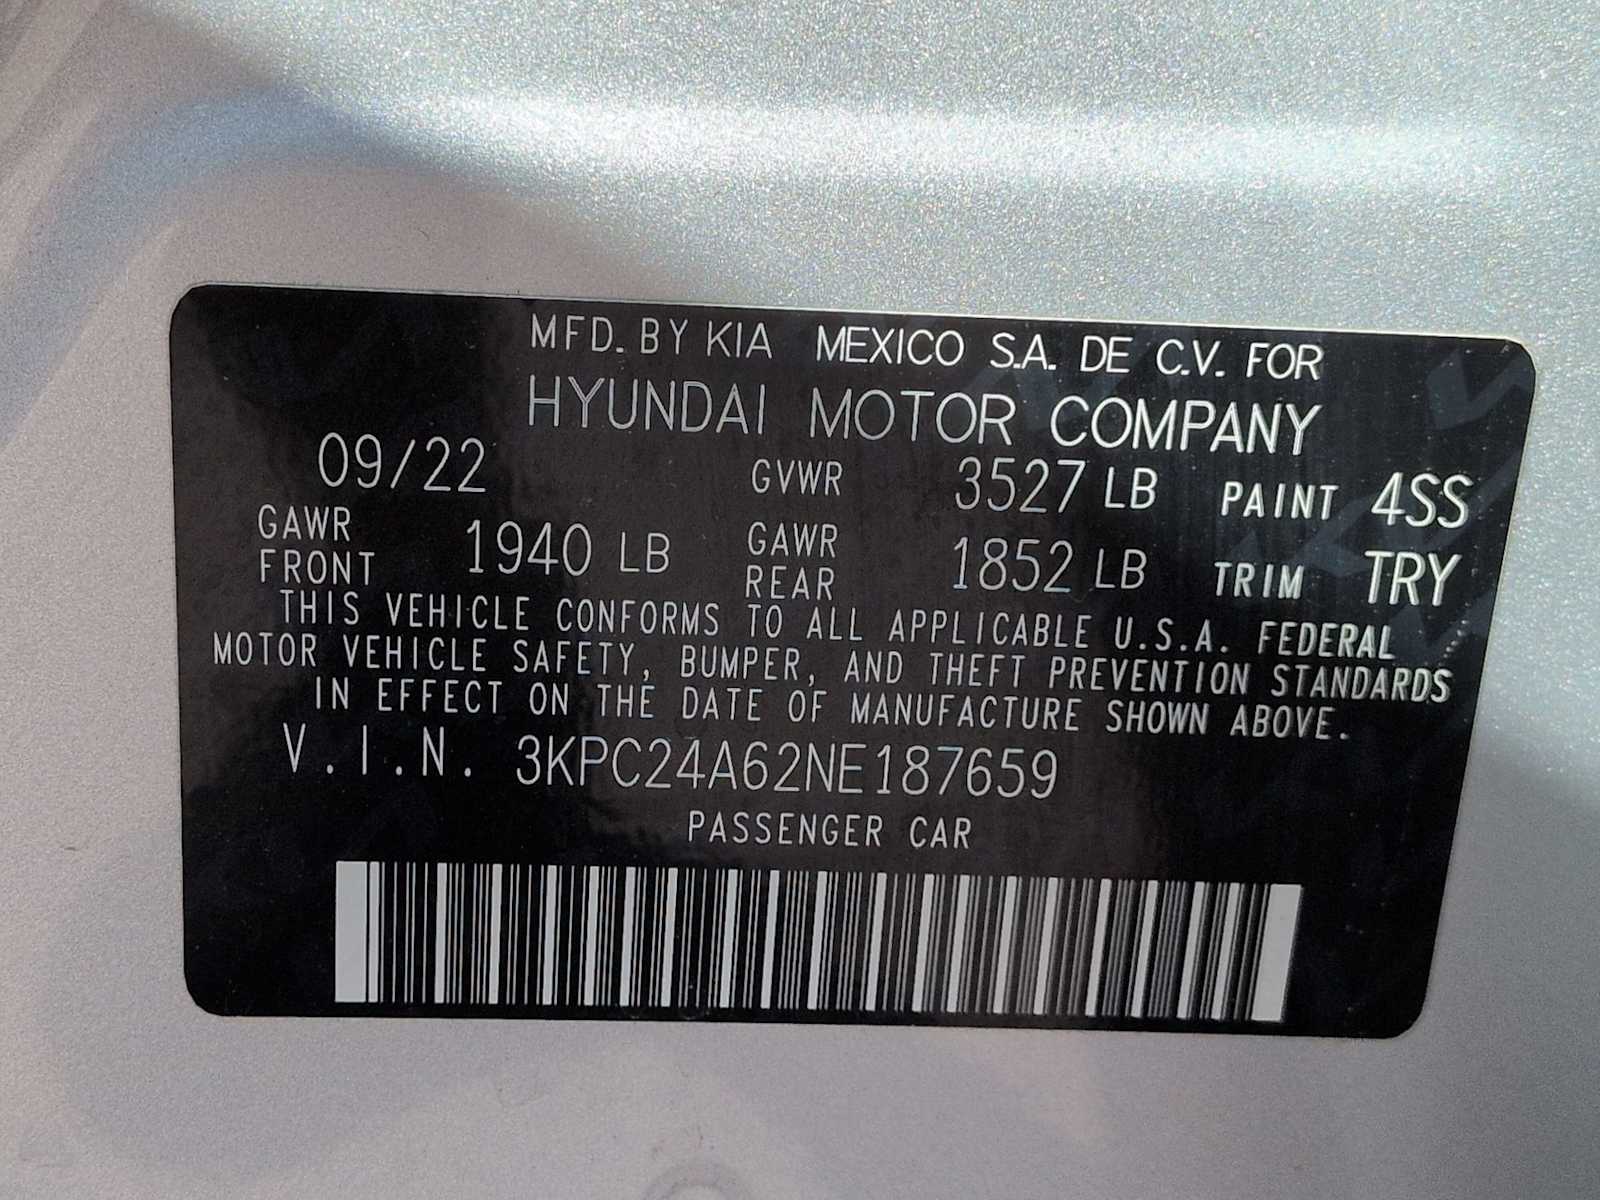 MFD. BY KIA MEXICO S.A. DE C.V. FOR
HYUNDAI MOTOR COMPANY
09/22 GVWR 3527 LB PAINT 4SS
GAWR FRONT 1940 LB GAWR REAR 1852 LB TRIM TRY
THIS VEHICLE CONFORMS TO ALL APPLICABLE U.S.A. FEDERAL
MOTOR VEHICLE SAFETY, BUMPER, AND THEFT PREVENTION STANDARDS
IN EFFECT ON THE DATE OF MANUFACTURE SHOWN ABOVE.
V.I.N. 3KPC24A62NE187659
PASSENGER CAR